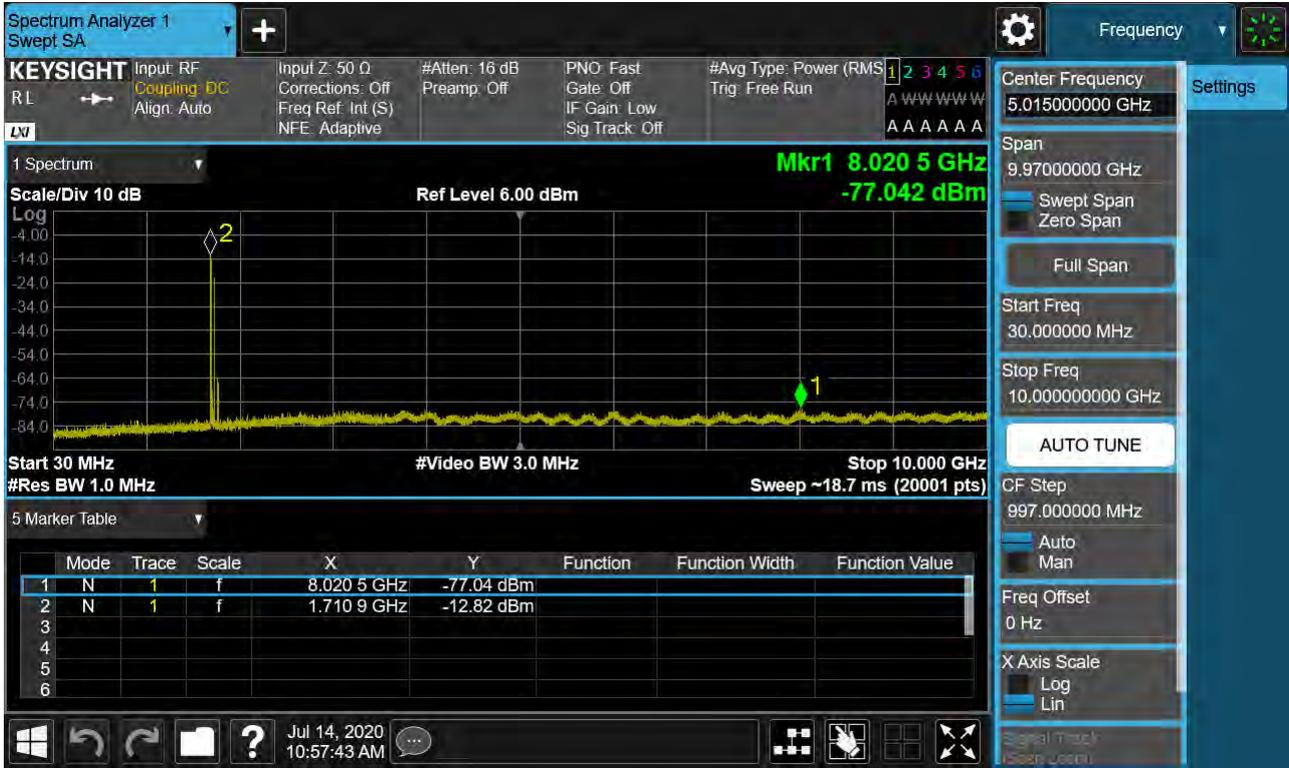 Spectrum Analyzer 1
Swept SA
Frequency
KEYSIGHT
R L
LXI
Input: RF
Coupling: DC
Align: Auto
Input Z: 50 Ω
Corrections: Off
Freq Ref: Int (S)
NFE: Adaptive
#Atten: 16 dB
Preamp: Off
PNO: Fast
Gate: Off
IF Gain: Low
Sig Track: Off
#Avg Type: Power (RMS
Trig: Free Run
1 2 3 4 5 6
A W W W W W
A A A A A A
1 Spectrum
Scale/Div 10 dB
Ref Level 6.00 dBm
Mkr1 8.020 5 GHz
-77.042 dBm
Log
-4.00
-14.0
-24.0
-34.0
-44.0
-54.0
-64.0
-74.0
-84.0
2
1
Start 30 MHz
#Video BW 3.0 MHz
Stop 10.000 GHz
#Res BW 1.0 MHz
Sweep ~18.7 ms (20001 pts)
5 Marker Table
Mode Trace Scale X Y Function Function Width Function Value
1 N 1 f 8.020 5 GHz -77.04 dBm
2 N 1 f 1.710 9 GHz -12.82 dBm
3
4
5
6
Jul 14, 2020
10:57:43 AM
Center Frequency
5.015000000 GHz
Settings
Span
9.97000000 GHz
Swept Span
Zero Span
Full Span
Start Freq
30.000000 MHz
Stop Freq
10.000000000 GHz
AUTO TUNE
CF Step
997.000000 MHz
Auto
Man
Freq Offset
0 Hz
X Axis Scale
Log
Lin
Signal Track
(Span Zoom)